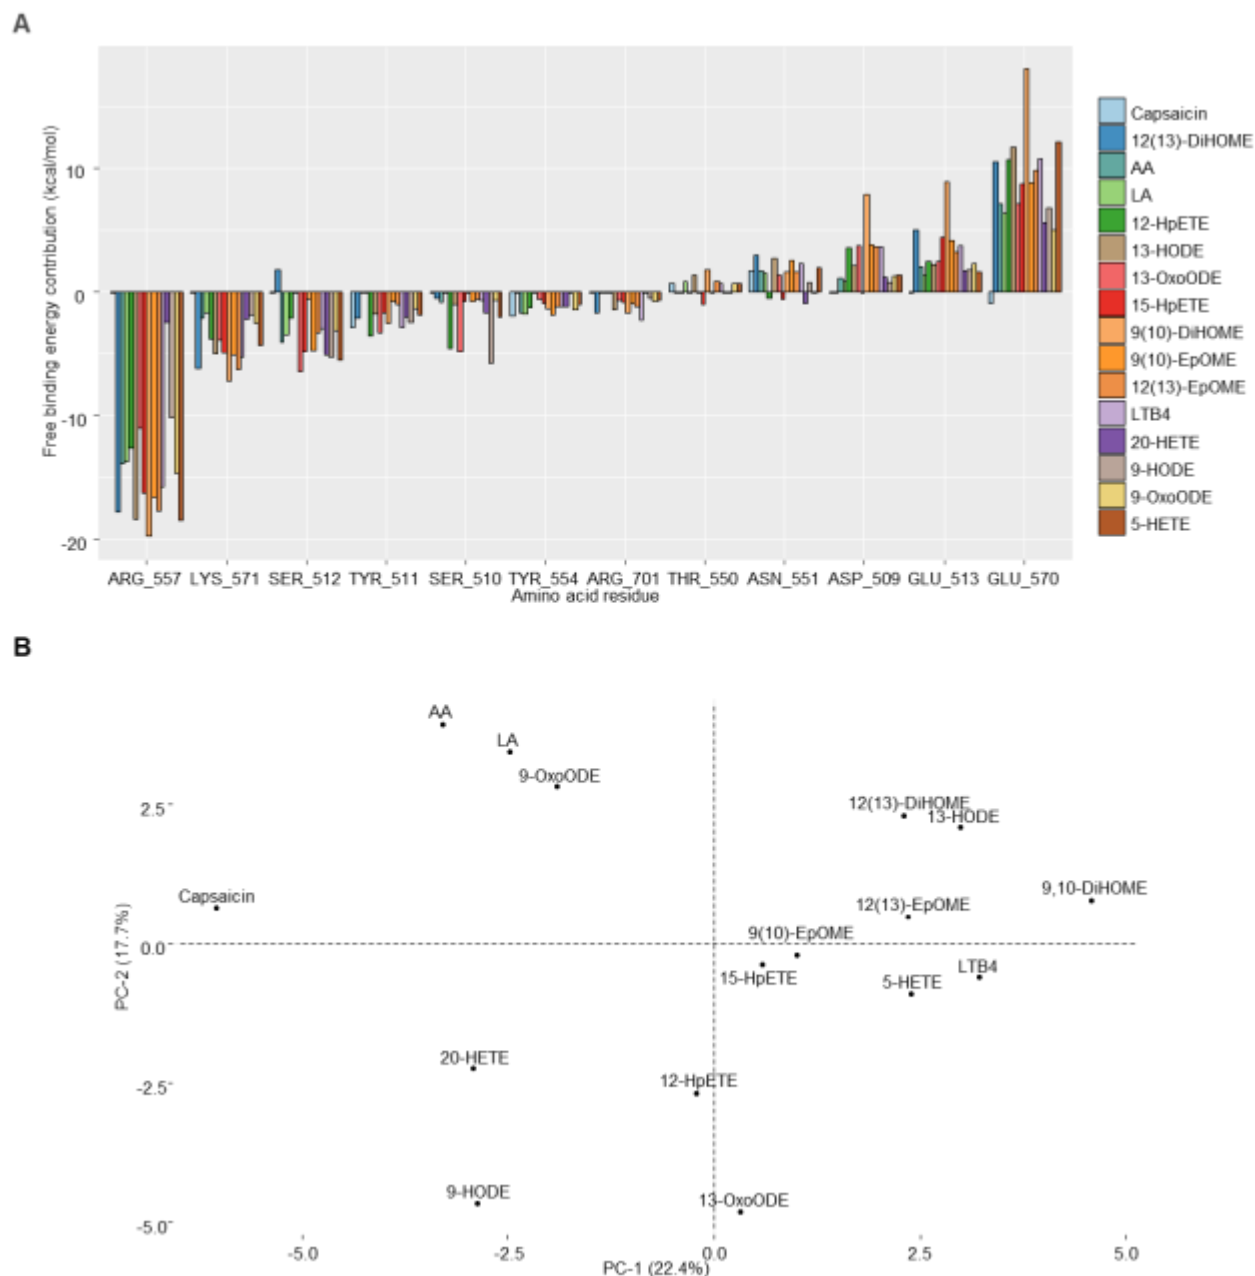 A
Free binding energy contribution (kcal/mol)
10
0
-10
-20
ARG_557 LYS_571 SER_512 TYR_511 SER_510 TYR_554 ARG_701 THR_550 ASN_551 ASP_509 GLU_513 GLU_570
Amino acid residue
Capsaicin
12(13)-DiHOME
AA
LA
12-HpETE
13-HODE
13-OxoODE
15-HpETE
9(10)-DiHOME
9(10)-EpOME
12(13)-EpOME
LTB4
20-HETE
9-HODE
9-OxoODE
5-HETE
B
AA
LA
9-OxoODE
2.5
12(13)-DiHOME
13-HODE
Capsaicin
9,10-DiHOME
12(13)-EpOME
9(10)-EpOME
0.0
PC-2 (17.7%)
15-HpETE
LTB4
5-HETE
20-HETE
12-HpETE
-2.5
9-HODE
13-OxoODE
-5.0
-5.0 -2.5 0.0 2.5 5.0
PC-1 (22.4%)